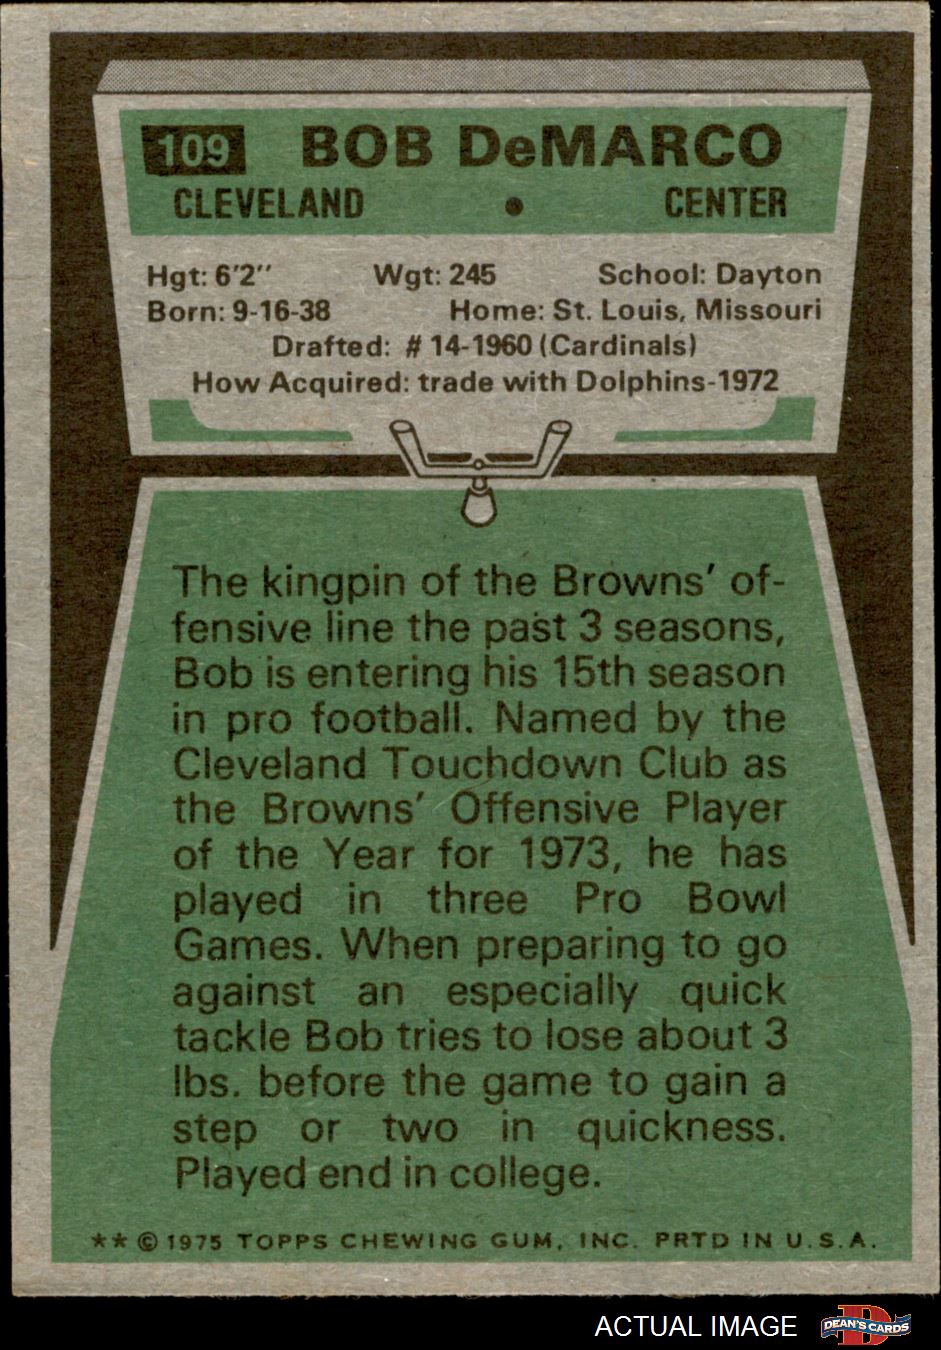 109 BOB DeMARCO
CLEVELAND • CENTER
Hgt: 6'2'' Wgt: 245 School: Dayton
Born: 9-16-38 Home: St. Louis, Missouri
Drafted: # 14-1960 (Cardinals)
How Acquired: trade with Dolphins-1972
The kingpin of the Browns' of-
fensive line the past 3 seasons,
Bob is entering his 15th season
in pro football. Named by the
Cleveland Touchdown Club as
the Browns' Offensive Player
of the Year for 1973, he has
played in three Pro Bowl
Games. When preparing to go
against an especially quick
tackle Bob tries to lose about 3
lbs. before the game to gain a
step or two in quickness.
Played end in college.
** © 1975 TOPPS CHEWING GUM, INC. PRTD IN U.S.A.
ACTUAL IMAGE D DEAN'S CARDS